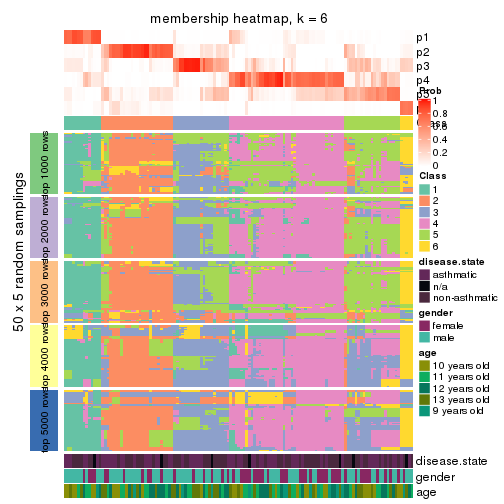 membership heatmap, k = 6
p1
p2
p3
p4
Prob
1
0.8
0.6
0.4
0.2
0
Class
1
2
3
4
5
6
disease.state
asthmatic
n/a
non-asthmatic
gender
female
male
age
10 years old
11 years old
12 years old
13 years old
9 years old
50 x 5 random samplings
top 1000 rows
top 2000 rows
top 3000 rows
top 4000 rows
top 5000 rows
disease.state
gender
age